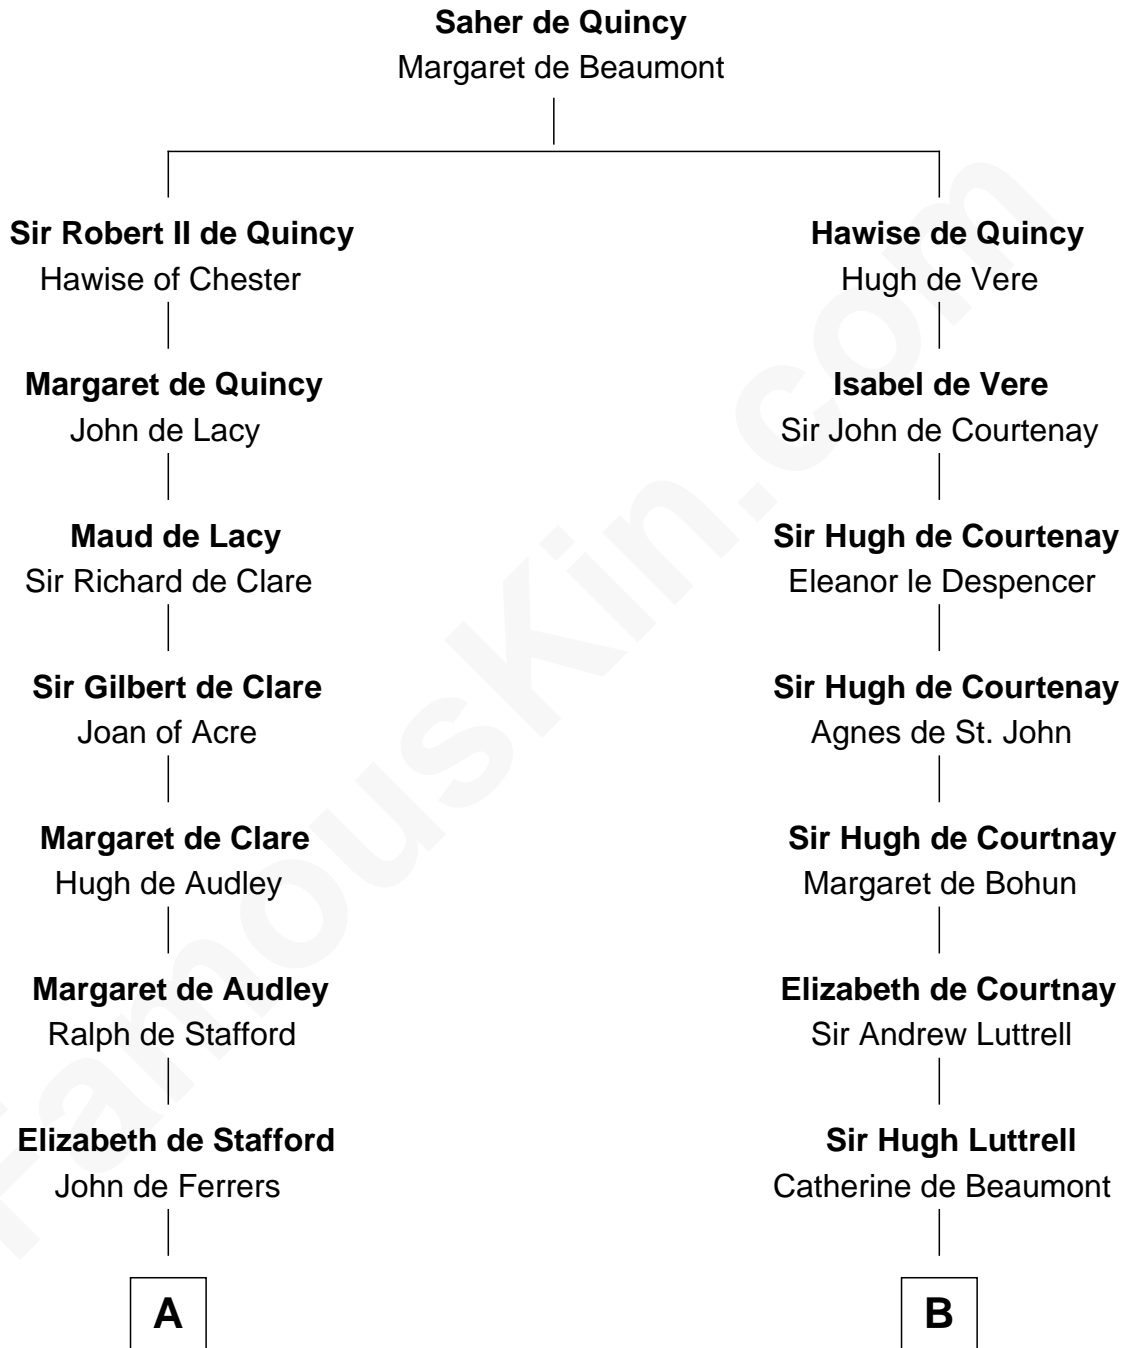 Saher de Quincy
Margaret de Beaumont
Sir Robert II de Quincy
Hawise of Chester
Hawise de Quincy
Hugh de Vere
Margaret de Quincy
John de Lacy
Isabel de Vere
Sir John de Courtenay
Maud de Lacy
Sir Richard de Clare
Sir Hugh de Courtenay
Eleanor le Despencer
Sir Gilbert de Clare
Joan of Acre
Sir Hugh de Courtenay
Agnes de St. John
Margaret de Clare
Hugh de Audley
Sir Hugh de Courtnay
Margaret de Bohun
Margaret de Audley
Ralph de Stafford
Elizabeth de Courtnay
Sir Andrew Luttrell
Elizabeth de Stafford
John de Ferrers
Sir Hugh Luttrell
Catherine de Beaumont
A
B
FamousKin.com